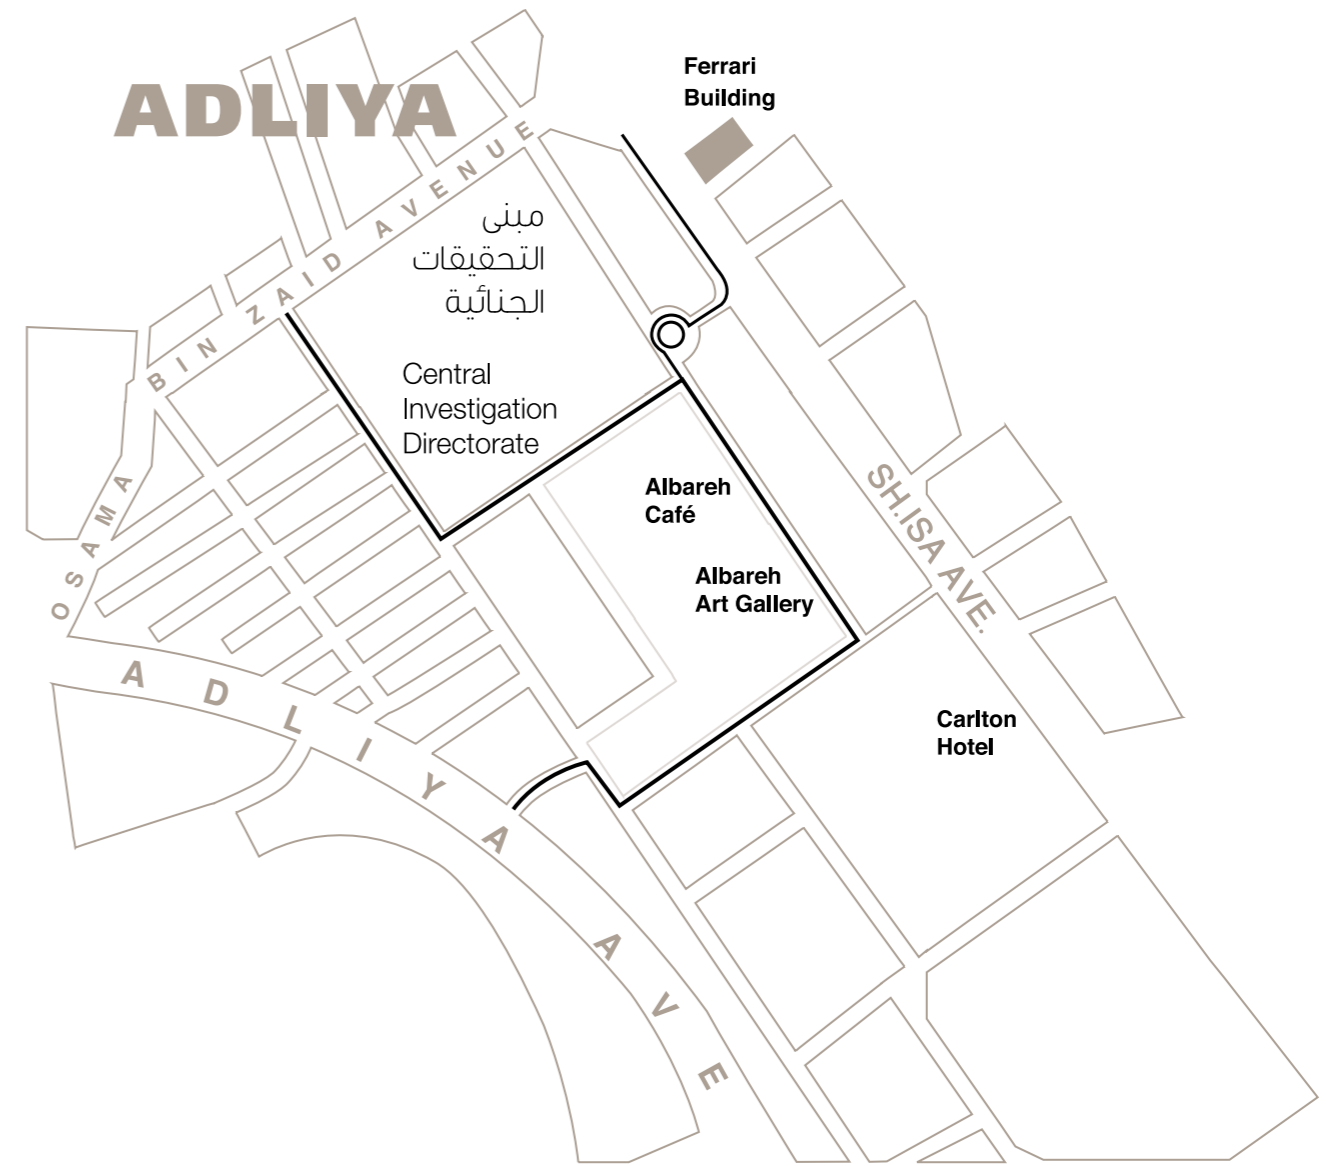 ADLIYA
Ferrari
Building
OSAMA BIN ZAID AVENUE
مبنى
التحقيقات
الجنائية
Central
Investigation
Directorate
Albareh
Café
Albareh
Art Gallery
SH.ISA AVE.
Carlton
Hotel
ADLIYA AVE